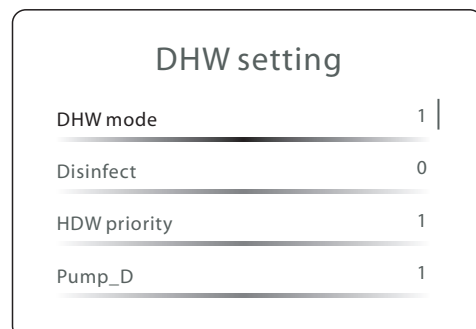 DHW setting
DHW mode 1
Disinfect 0
HDW priority 1
Pump_D 1